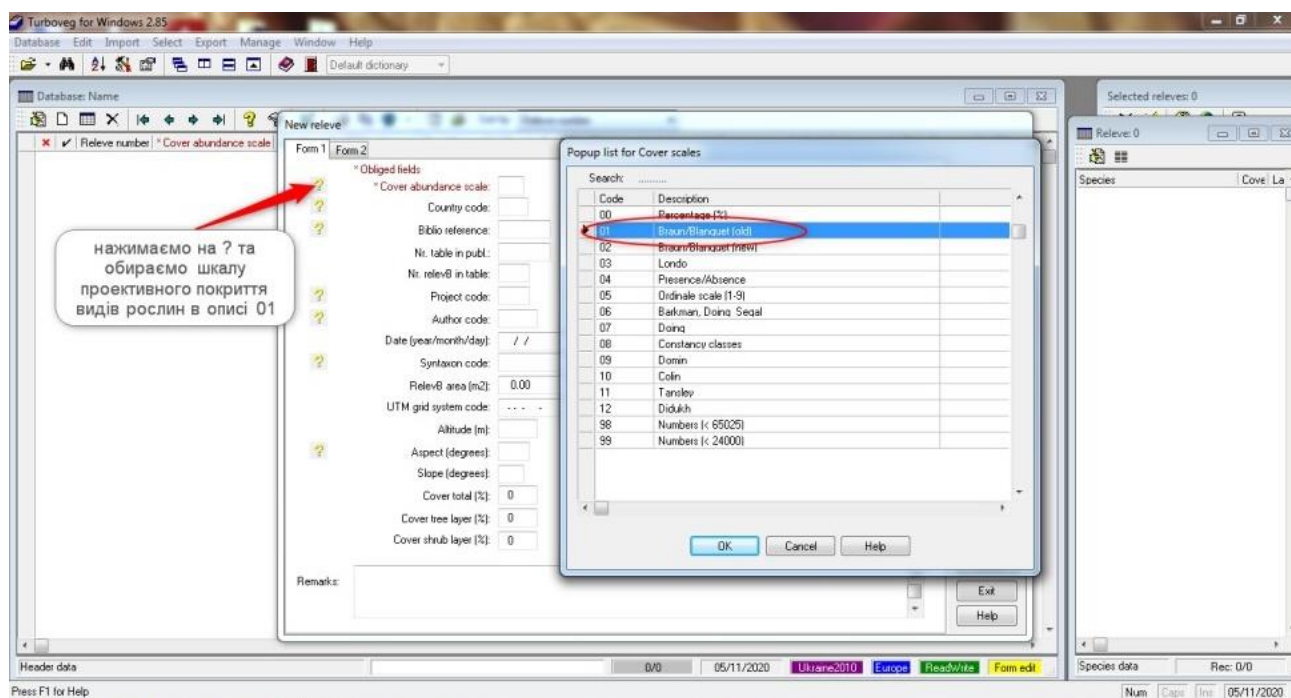 Turboveg for Windows 2.85
Database Edit Import Select Export Manage Window Help
Default dictionary
Database: Name
Selected releves: 0
Releve number * Cover abundance scale
New releve
Form 1 Form 2
* Obliged fields
* Cover abundance scale:
Country code:
Biblio reference:
Nr. table in publ.:
Nr. relevß in table:
Project code:
Author code:
Date (year/month/day): / /
Syntaxon code:
Relevß area (m2): 0.00
UTM grid system code: - - - -
Altitude (m):
Aspect (degrees):
Slope (degrees):
Cover total (%): 0
Cover tree layer (%): 0
Cover shrub layer (%): 0
Remarks:
Exit
Help
нажимаємо на ? та
обираємо шкалу
проективного покриття
видів рослин в описі 01
Popup list for Cover scales
Search: ..........
Code Description
00 Percentage (%)
01 Braun/Blanquet (old)
02 Braun/Blanquet (new)
03 Londo
04 Presence/Absence
05 Ordinale scale (1-9)
06 Barkman, Doing, Segal
07 Doing
08 Constancy classes
09 Domin
10 Colin
11 Tansley
12 Didukh
98 Numbers (< 65025)
99 Numbers (< 24000)
OK Cancel Help
Releve: 0
Species Cove La
Header data 0/0 05/11/2020 Ukraine2010 Europe ReadWrite Form edit
Species data Rec: 0/0
Press F1 for Help Num Caps Ins 05/11/2020